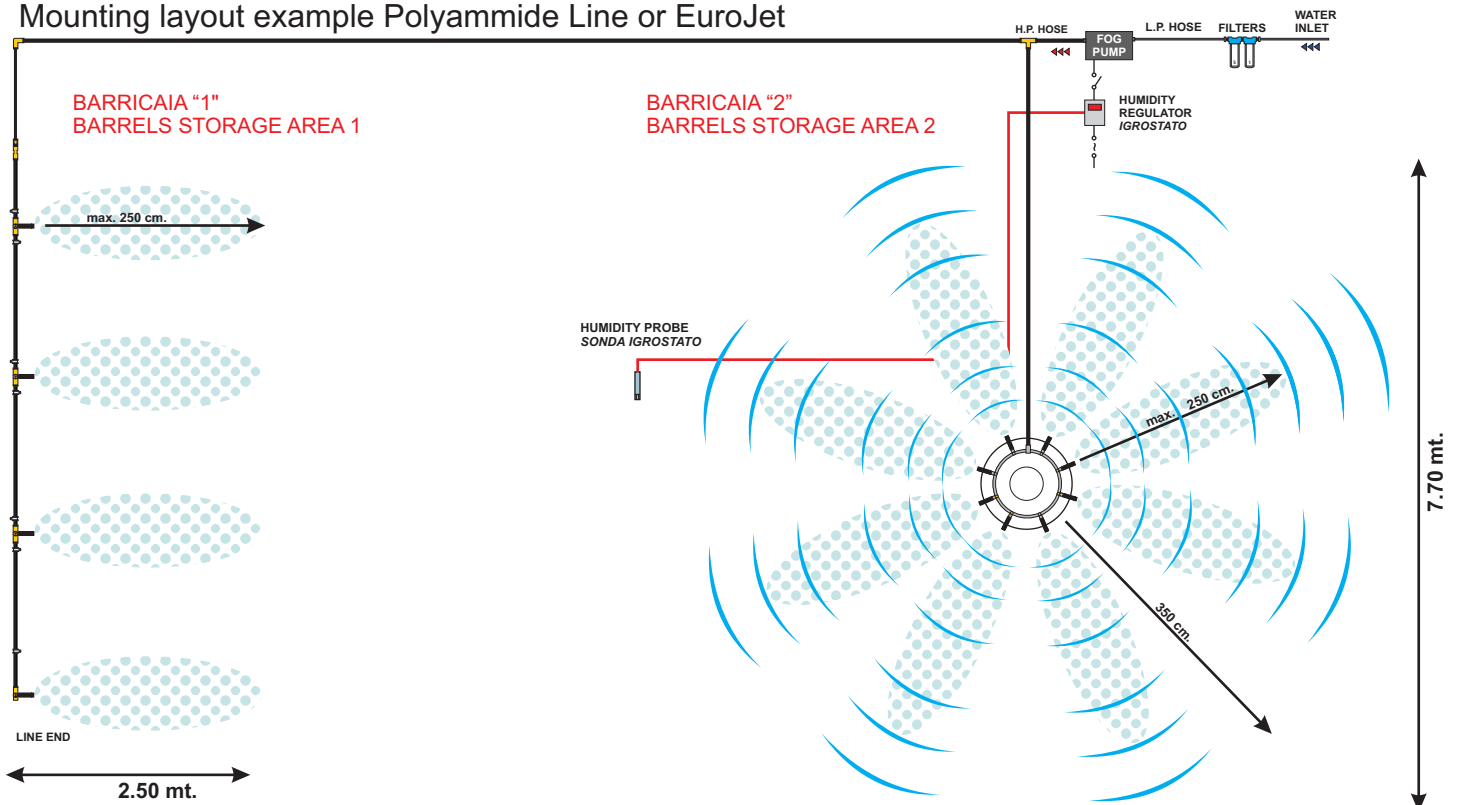 Mounting layout example Polyammide Line or EuroJet
H.P. HOSE
FOG
PUMP
L.P. HOSE
FILTERS
WATER
INLET
BARRICAIA “1"
BARRELS STORAGE AREA 1
BARRICAIA “2”
BARRELS STORAGE AREA 2
HUMIDITY
REGULATOR
IGROSTATO
max. 250 cm.
HUMIDITY PROBE
SONDA IGROSTATO
max. 250 cm.
7.70 mt.
350 cm.
LINE END
2.50 mt.